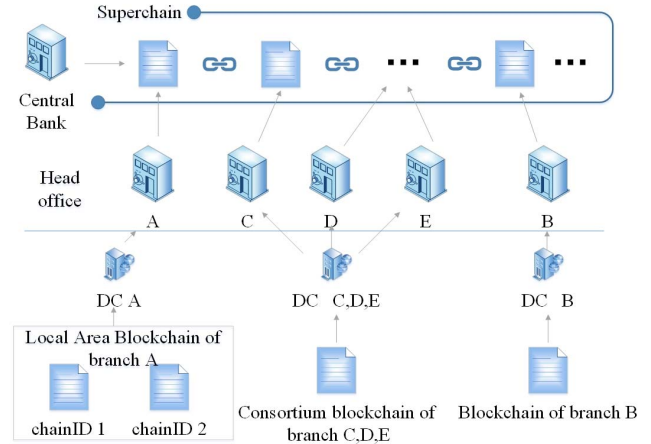 Superchain
Central
Bank
Head
office
A
C
D
E
B
DC A
DC C,D,E
DC B
Local Area Blockchain of
branch A
chainID 1
chainID 2
Consortium blockchain of
branch C,D,E
Blockchain of branch B